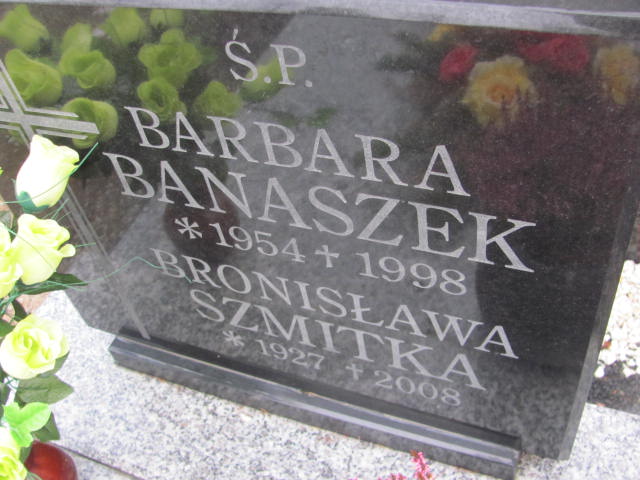 Ś.P.
BARBARA
BANASZEK
* 1954 + 1998
BRONISŁAWA
SZMITKA
* 1927 + 2008